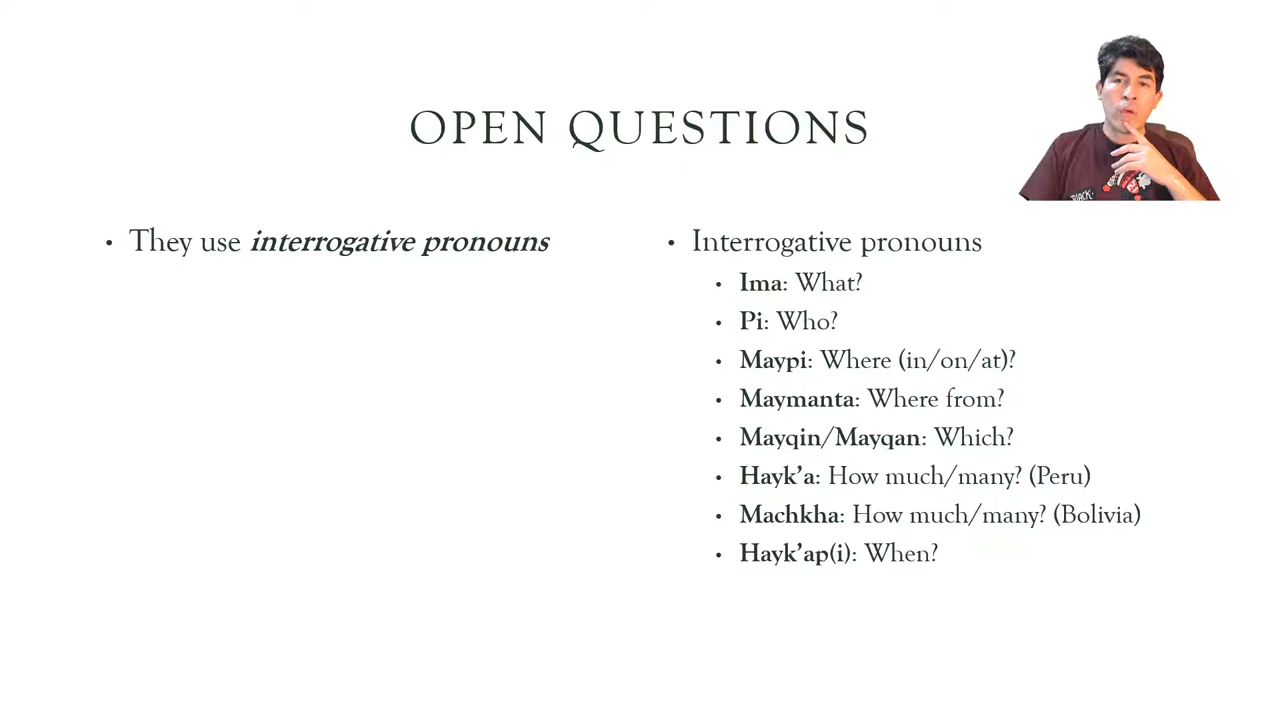 OPEN QUESTIONS
• They use interrogative pronouns
• Interrogative pronouns
• Ima: What?
• Pi: Who?
• Maypi: Where (in/on/at)?
• Maymanta: Where from?
• Mayqin/Mayqan: Which?
• Hayk’a: How much/many? (Peru)
• Machkha: How much/many? (Bolivia)
• Hayk’ap(i): When?
BLACK